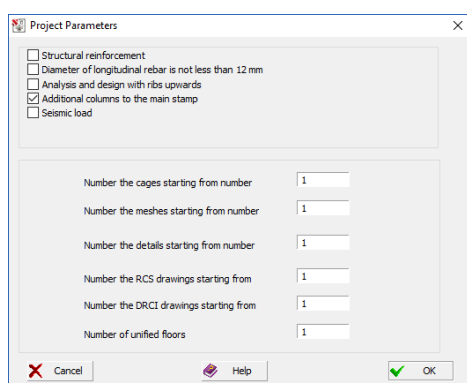 Project Parameters
Structural reinforcement
Diameter of longitudinal rebar is not less than 12 mm
Analysis and design with ribs upwards
Additional columns to the main stamp
Seismic load
Number the cages starting from number 1
Number the meshes starting from number 1
Number the details starting from number 1
Number the RCS drawings starting from 1
Number the DRCI drawings starting from 1
Number of unified floors 1
Cancel Help OK